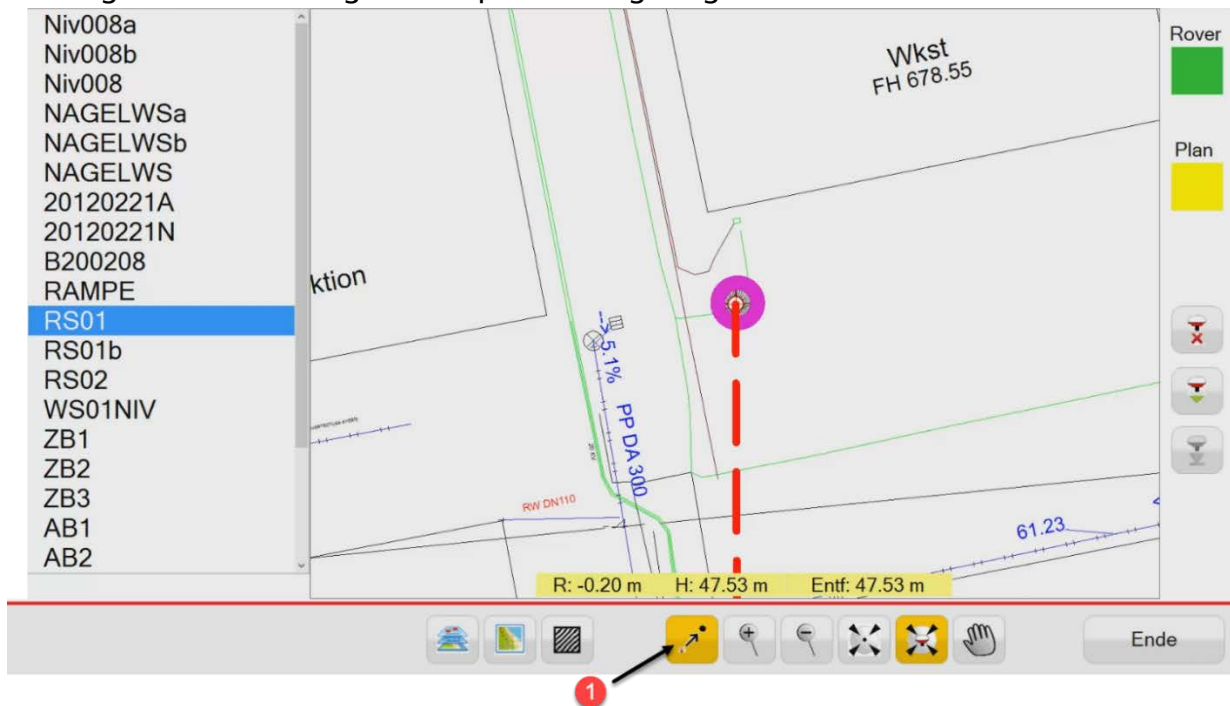 Niv008a
Niv008b
Niv008
NAGELWSa
NAGELWSb
NAGELWS
20120221A
20120221N
B200208
RAMPE
RS01
RS01b
RS02
WS01NIV
ZB1
ZB2
ZB3
AB1
AB2
Wkst
FH 678.55
ktion
5.1%
PP DA 300
20 KV
RW DN110
61.23
R: -0.20 m H: 47.53 m Entf: 47.53 m
Rover
Plan
Ende
1